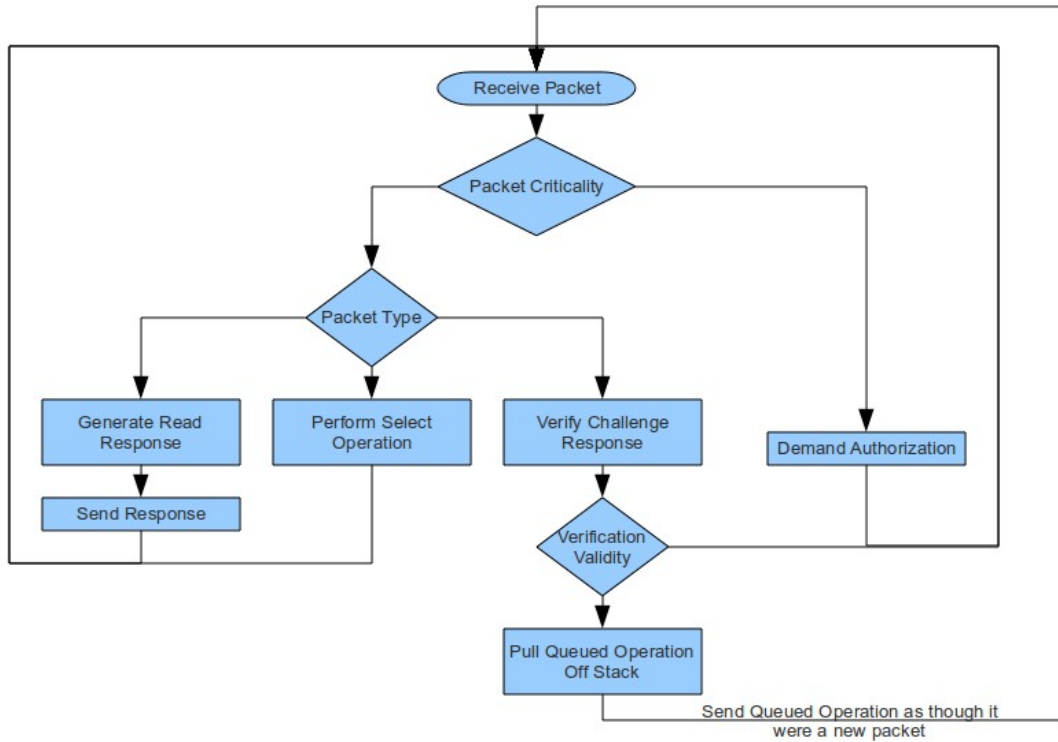 Receive Packet
Packet Criticality
Packet Type
Generate Read
Response
Perform Select
Operation
Verify Challenge
Response
Demand Authorization
Send Response
Verification
Validity
Pull Queued Operation
Off Stack
Send Queued Operation as though it
were a new packet